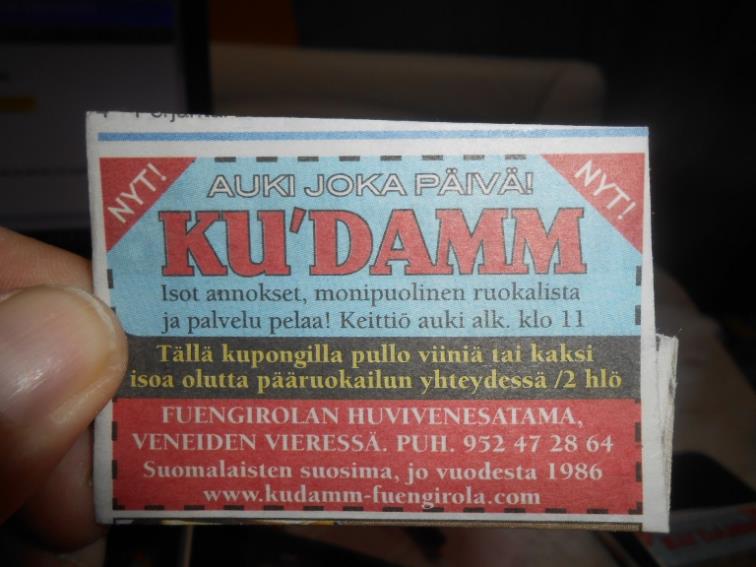 NYT!
NYT!
AUKI JOKA PÄIVÄ!
KU'DAMM
Isot annokset, monipuolinen ruokalista
ja palvelu pelaa! Keittiö auki alk. klo 11
Tällä kupongilla pullo viiniä tai kaksi
isoa olutta pääruokailun yhteydessä /2 hlö
FUENGIROLAN HUVIVENESATAMA,
VENEIDEN VIERESSÄ. PUH. 952 47 28 64
Suomalaisten suosima, jo vuodesta 1986
www.kudamm-fuengirola.com